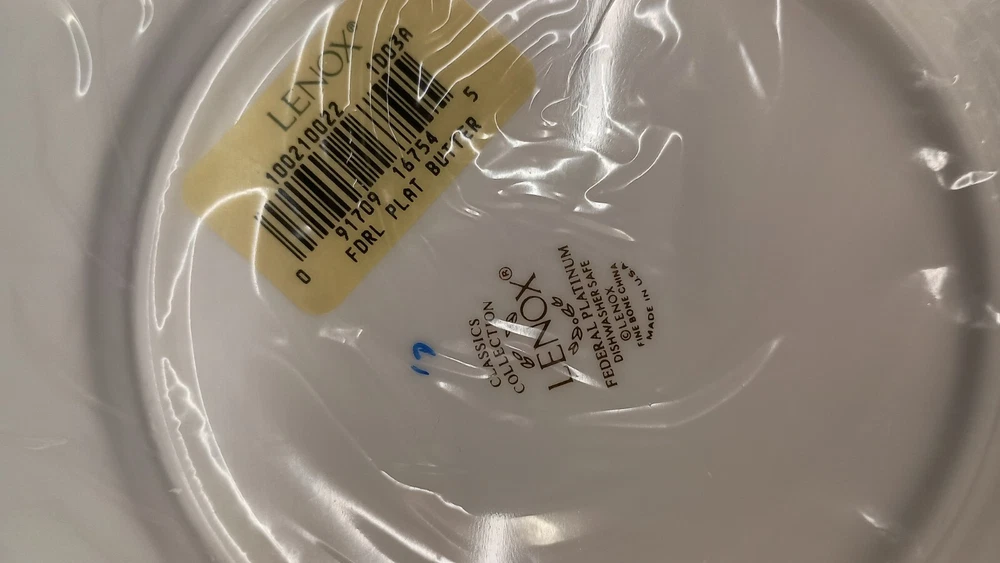 LENOX®
100210022 1003A
0 91709 16754 5
FDRL PLAT BUTTER
CLASSICS
COLLECTION
LENOX®
FEDERAL PLATINUM
DISHWASHER SAFE
© LENOX
FINE BONE CHINA
MADE IN U.S.A